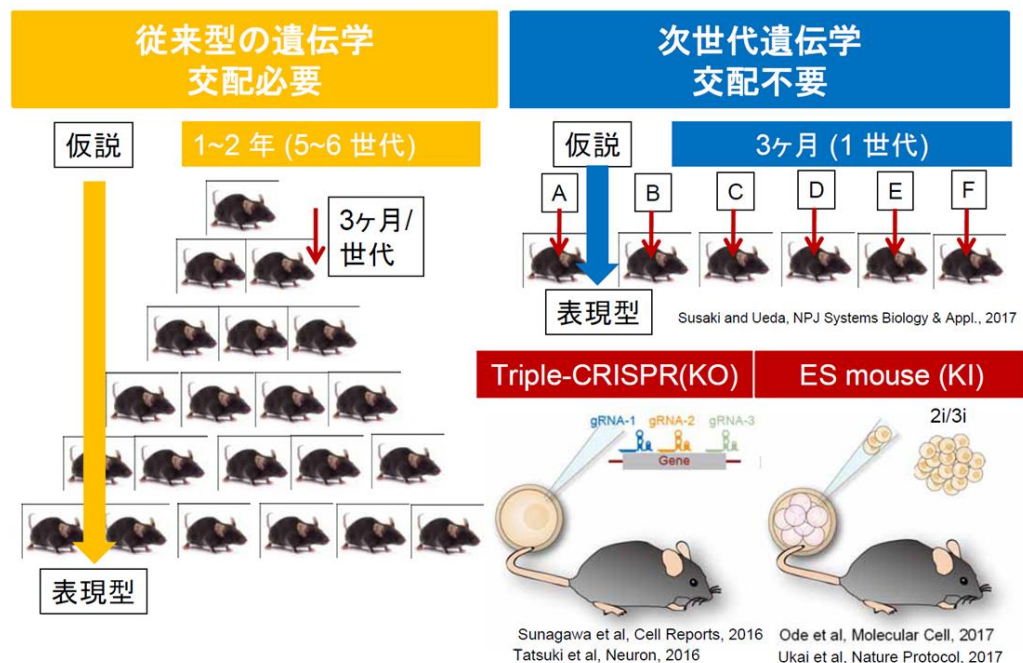 従来型の遺伝学
交配必要
仮説
1~2 年 (5~6 世代)
3ヶ月/
世代
表現型
次世代遺伝学
交配不要
仮説
3ヶ月 (1 世代)
A
B
C
D
E
F
表現型
Susaki and Ueda, NPJ Systems Biology & Appl., 2017
Triple-CRISPR(KO)
gRNA-1 gRNA-2 gRNA-3
Gene
Sunagawa et al, Cell Reports, 2016
Tatsuki et al, Neuron, 2016
ES mouse (KI)
2i/3i
Ode et al, Molecular Cell, 2017
Ukai et al, Nature Protocol, 2017